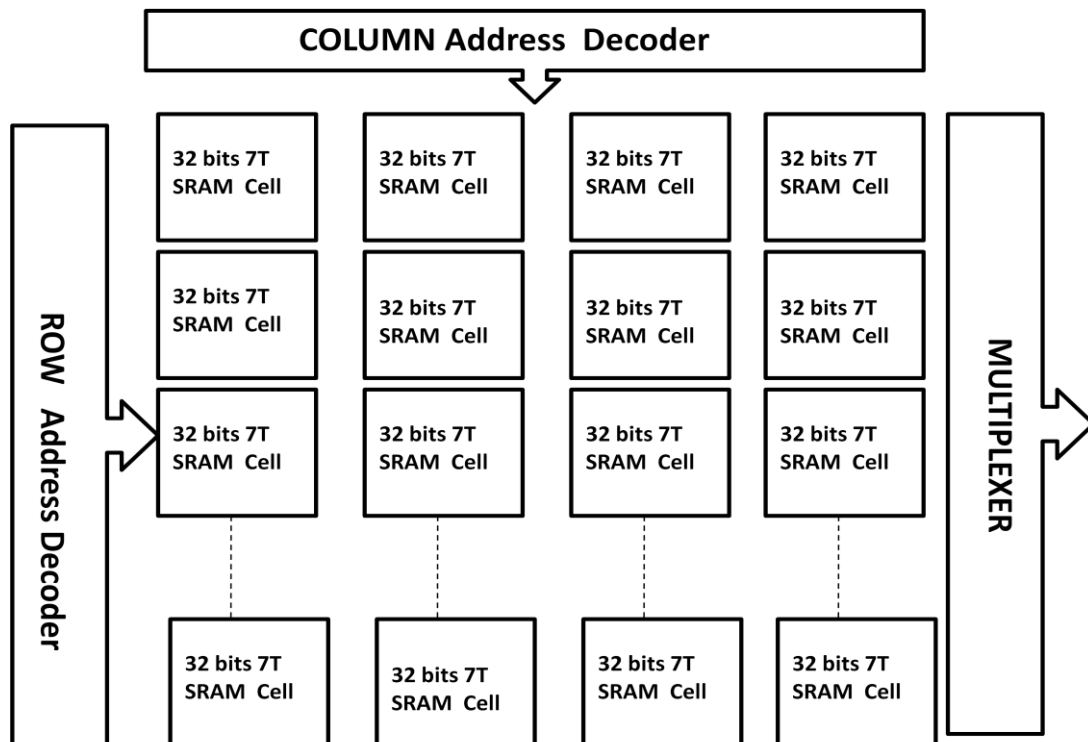 COLUMN Address Decoder
ROW Address Decoder
32 bits 7T
SRAM Cell
32 bits 7T
SRAM Cell
32 bits 7T
SRAM Cell
32 bits 7T
SRAM Cell
32 bits 7T
SRAM Cell
32 bits 7T
SRAM Cell
32 bits 7T
SRAM Cell
32 bits 7T
SRAM Cell
32 bits 7T
SRAM Cell
32 bits 7T
SRAM Cell
32 bits 7T
SRAM Cell
32 bits 7T
SRAM Cell
32 bits 7T
SRAM Cell
32 bits 7T
SRAM Cell
32 bits 7T
SRAM Cell
32 bits 7T
SRAM Cell
MULTIPLEXER